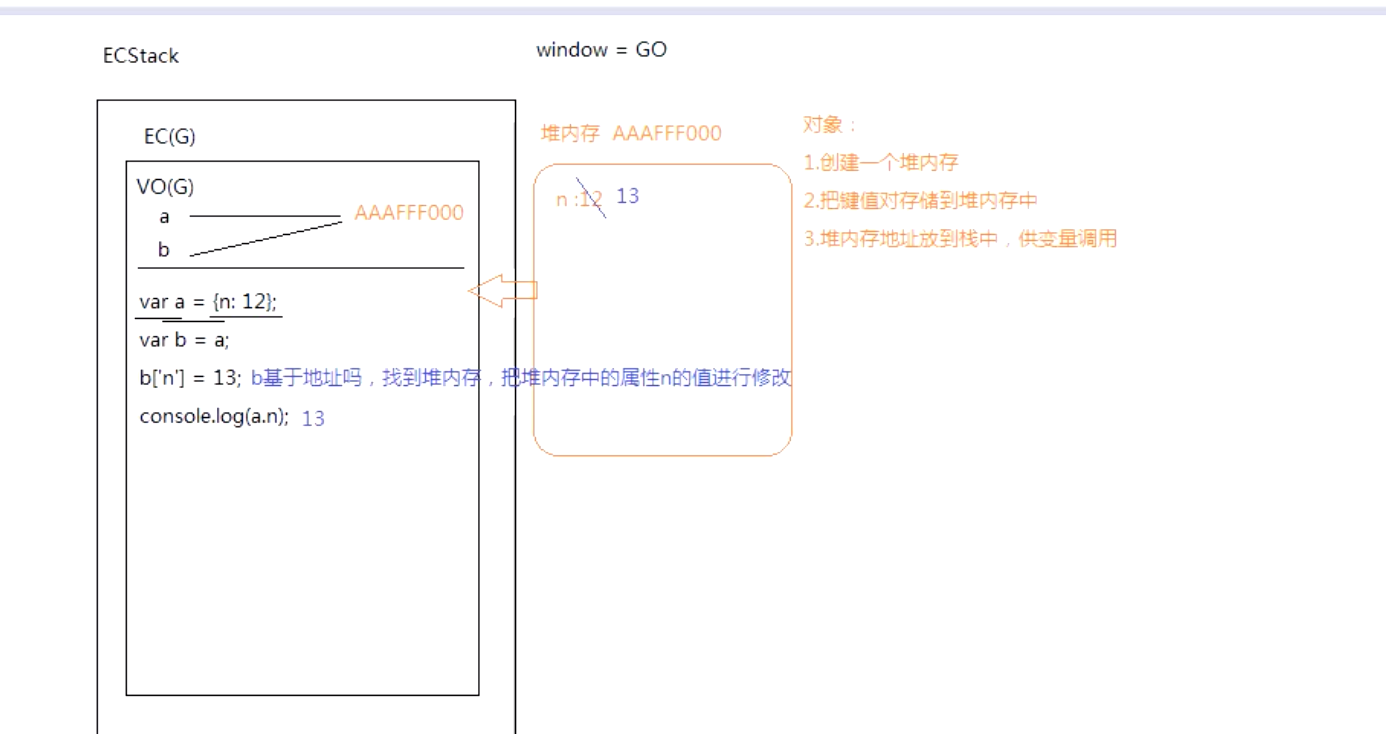 ECStack
window = GO
EC(G)
堆内存 AAAFFF000
对象：
1.创建一个堆内存
VO(G)
n :12 13
2.把键值对存储到堆内存中
a AAAFFF000
3.堆内存地址放到栈中，供变量调用
b
var a = {n: 12};
var b = a;
b['n'] = 13; b基于地址吗，找到堆内存，把堆内存中的属性n的值进行修改
console.log(a.n); 13